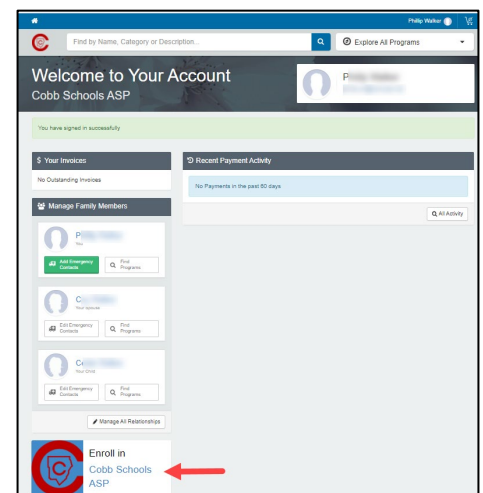 Phillip Walker
Find by Name, Category or Description...
Explore All Programs
Welcome to Your Account
Cobb Schools ASP
P
You have signed in successfully
$ Your Invoices
No Outstanding Invoices
Recent Payment Activity
No Payments in the past 60 days
All Activity
Manage Family Members
P
You
Add Emergency Contacts
Find Programs
C
Your spouse
Edit Emergency Contacts
Find Programs
C
Your Child
Edit Emergency Contacts
Find Programs
Manage All Relationships
Enroll in
Cobb Schools
ASP